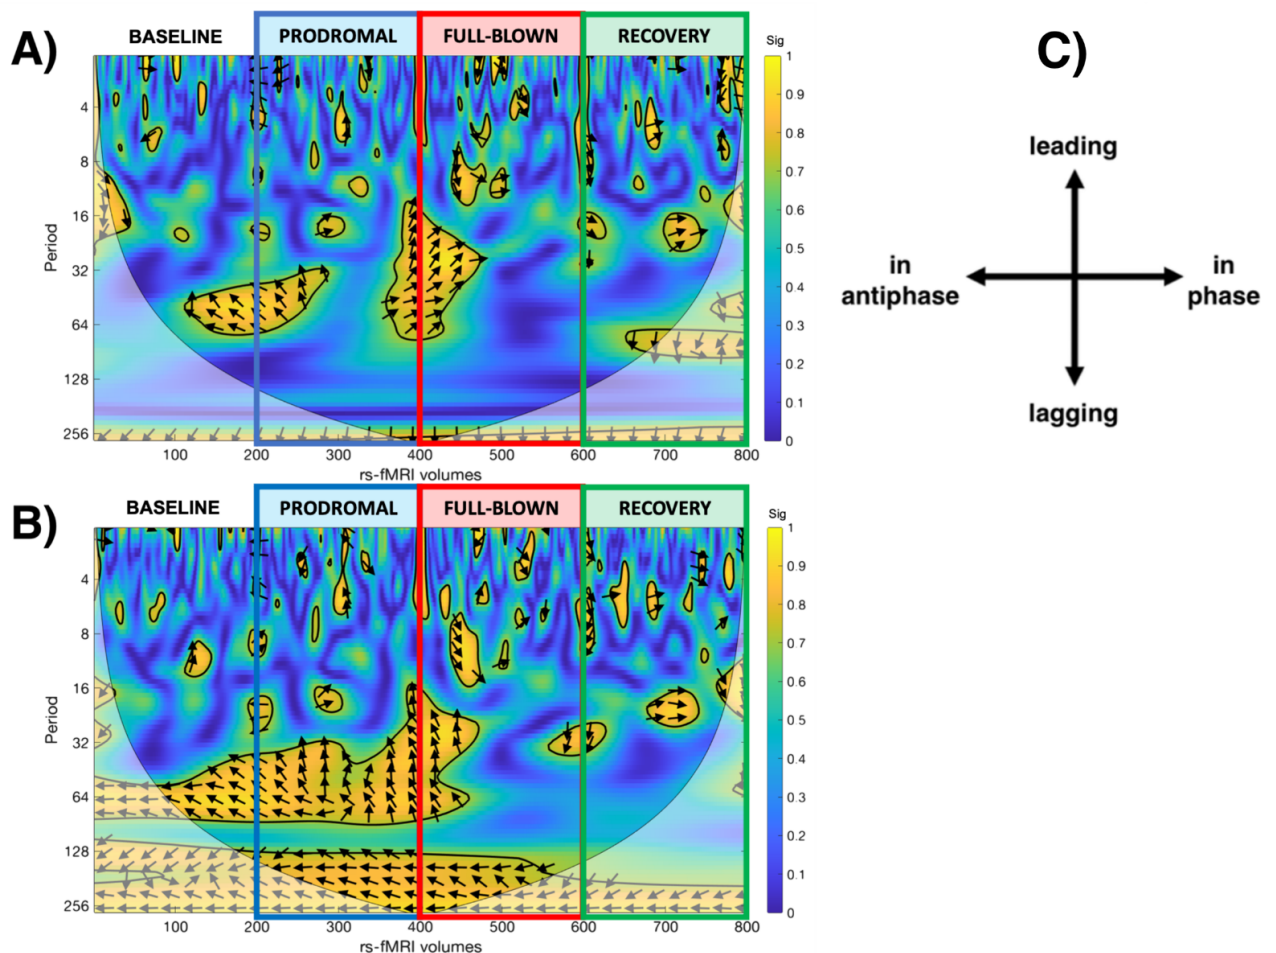 A)
BASELINE PRODROMAL FULL-BLOWN RECOVERY
Sig
Period
4
8
16
32
64
128
256
100 200 300 400 500 600 700 800
rs-fMRI volumes
1
0.9
0.8
0.7
0.6
0.5
0.4
0.3
0.2
0.1
0
B)
BASELINE PRODROMAL FULL-BLOWN RECOVERY
Sig
Period
4
8
16
32
64
128
256
100 200 300 400 500 600 700 800
rs-fMRI volumes
1
0.9
0.8
0.7
0.6
0.5
0.4
0.3
0.2
0.1
0
C)
leading
in
antiphase
in
phase
lagging